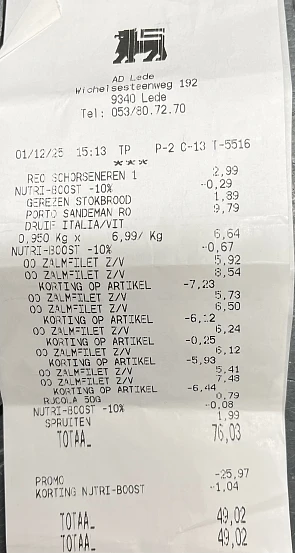 AD Lede
Wichelsesteenweg 192
9340 Lede
Tel: 053/80.72.70
01/12/25 15:13 TP P-2 C-13 T-5516
***
REO SCHORSENEREN 1 2,99
NUTRI-BOOST -10% -0,29
GEREZEN STOKBROOD 1,89
PORTO SANDEMAN RO 9,79
DRUIF ITALIA/VIT
0,950 Kg x 6,99/ Kg 6,64
NUTRI-BOOST -10% -0,67
OO ZALMFILET Z/V 5,92
OO ZALMFILET Z/V 8,54
KORTING OP ARTIKEL -7,23
OO ZALMFILET Z/V 5,73
OO ZALMFILET Z/V 6,50
KORTING OP ARTIKEL -6,12
OO ZALMFILET Z/V 6,24
KORTING OP ARTIKEL -0,25
OO ZALMFILET Z/V 6,12
KORTING OP ARTIKEL -5,93
OO ZALMFILET Z/V 5,41
OO ZALMFILET Z/V 7,48
KORTING OP ARTIKEL -6,44
RUCOLA 50G 0,79
NUTRI-BOOST -10% -0,08
SPRUITEN 1,99
TOTAAL 76,03
PROMO -25,97
KORTING NUTRI-BOOST -1,04
TOTAAL 49,02
TOTAAL 49,02